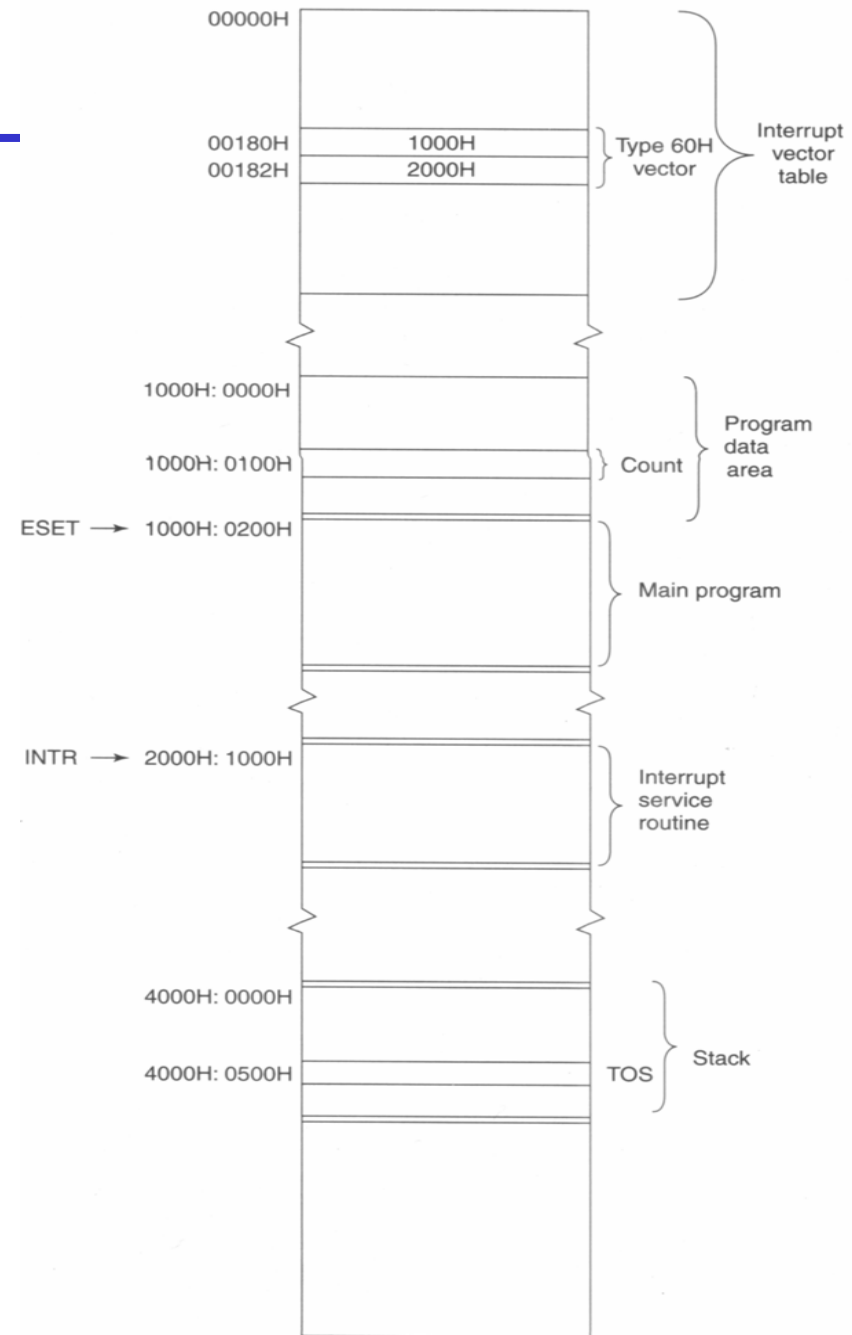 00000H
00180H 1000H
00182H 2000H
Type 60H
vector
Interrupt
vector
table
1000H: 0000H
1000H: 0100H
Count
Program
data
area
ESET → 1000H: 0200H
Main program
INTR → 2000H: 1000H
Interrupt
service
routine
4000H: 0000H
4000H: 0500H
TOS
Stack